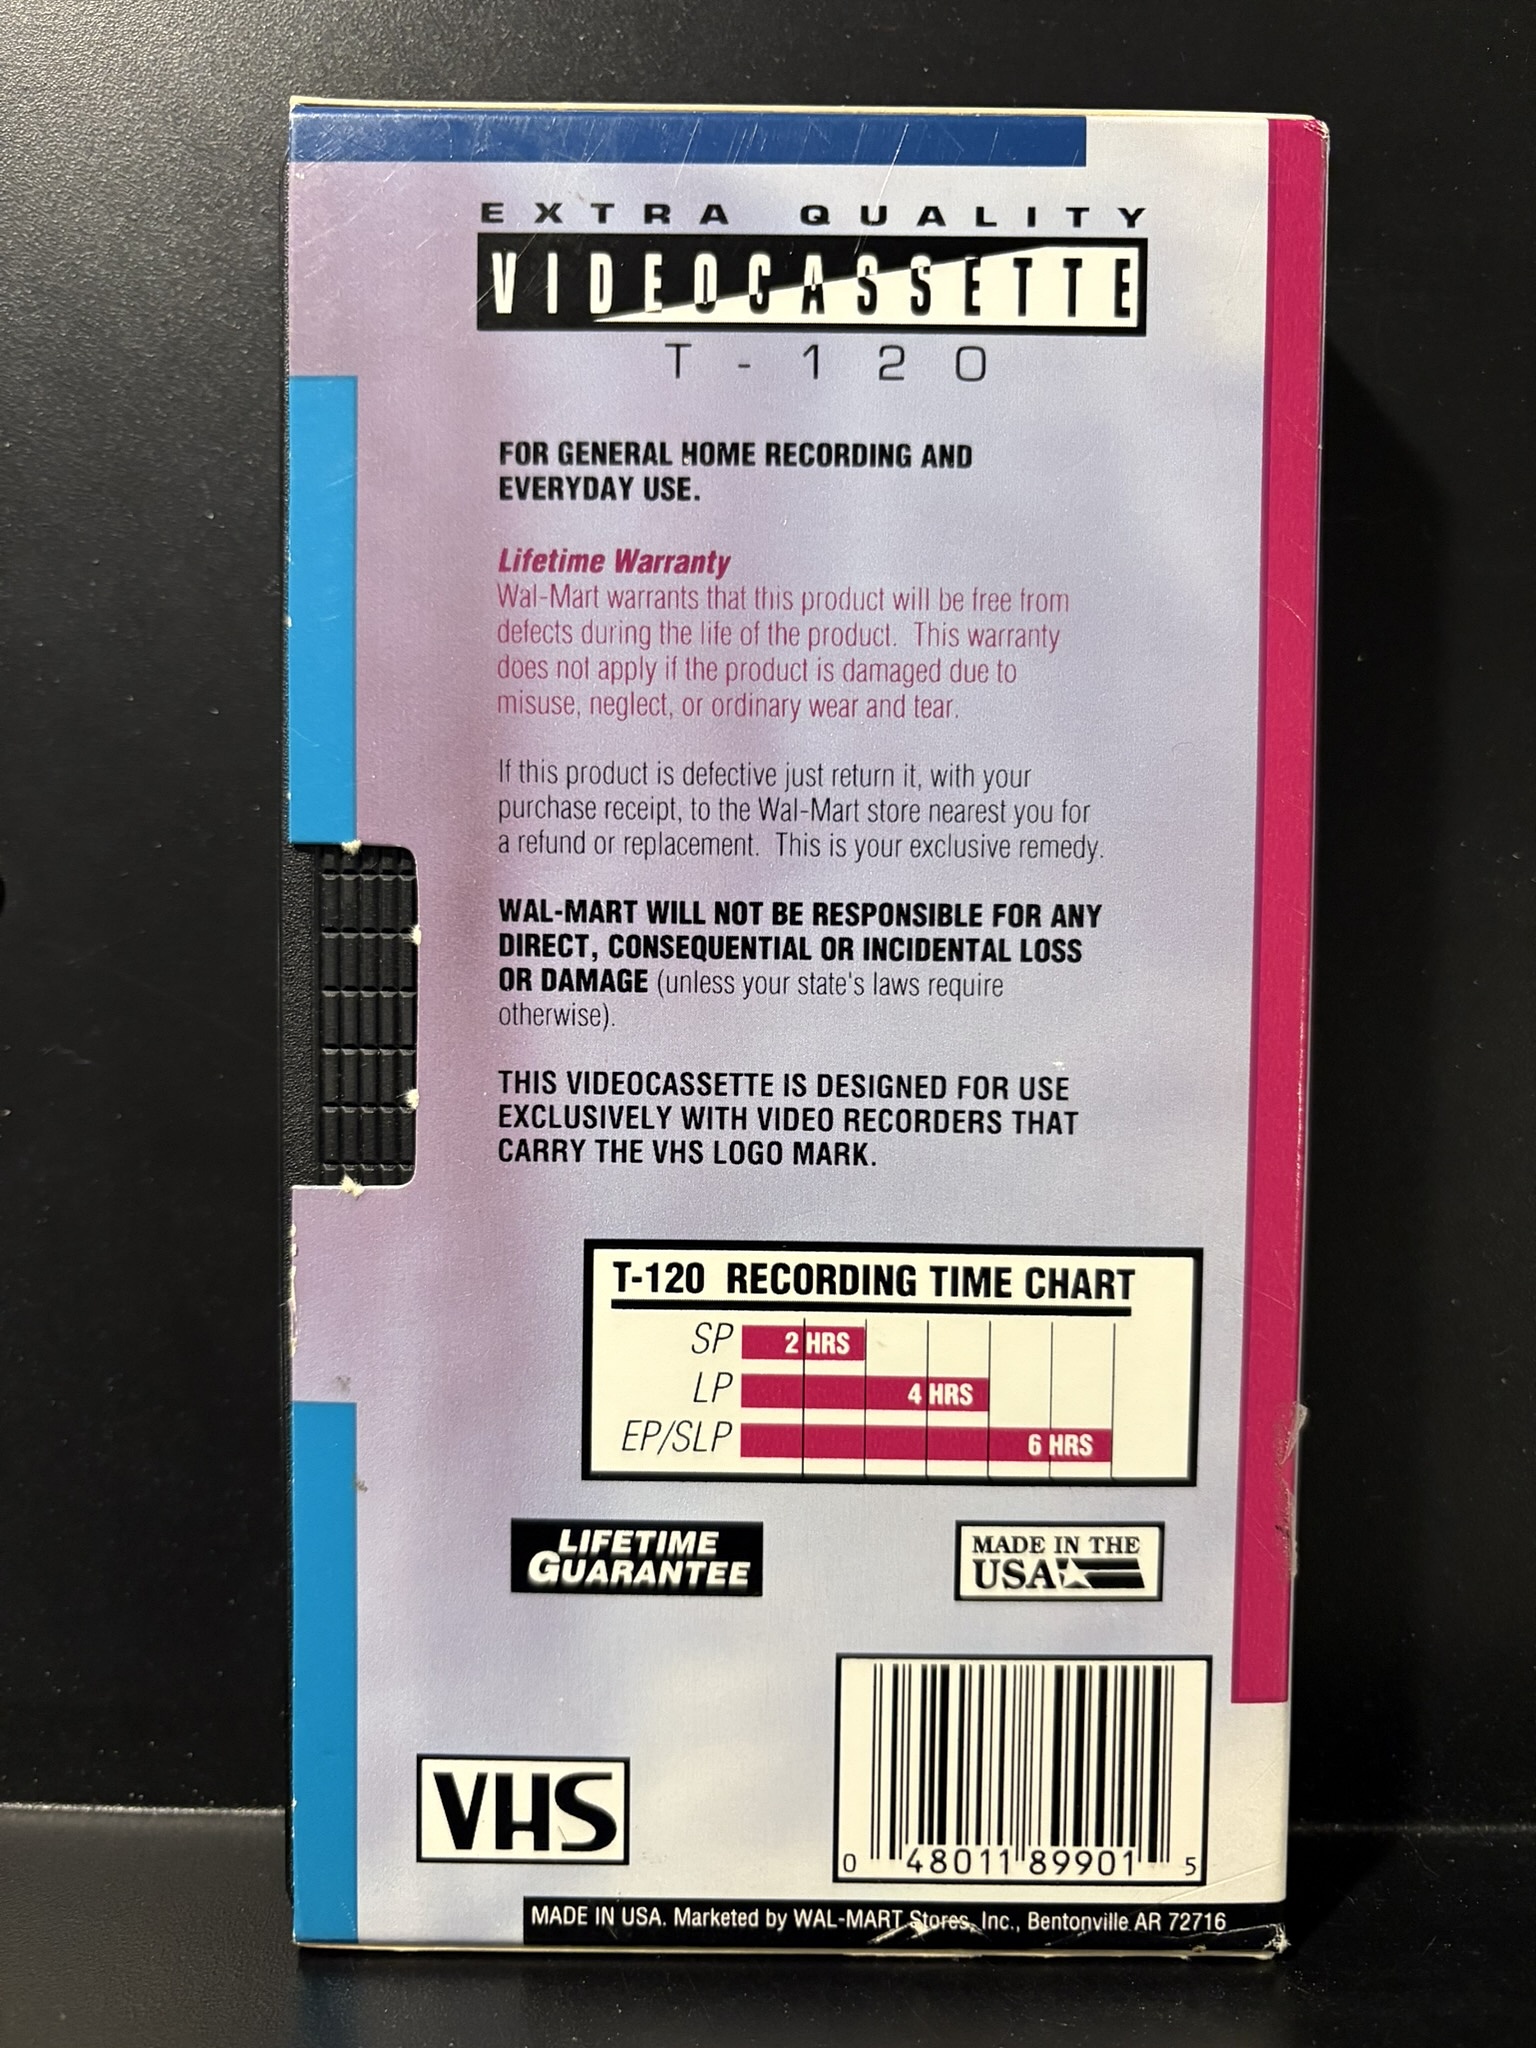 EXTRA QUALITY
VIDEOCASSETTE
T-120
FOR GENERAL HOME RECORDING AND
EVERYDAY USE.
Lifetime Warranty
Wal-Mart warrants that this product will be free from
defects during the life of the product. This warranty
does not apply if the product is damaged due to
misuse, neglect, or ordinary wear and tear.
If this product is defective just return it, with your
purchase receipt, to the Wal-Mart store nearest you for
a refund or replacement. This is your exclusive remedy.
WAL-MART WILL NOT BE RESPONSIBLE FOR ANY
DIRECT, CONSEQUENTIAL OR INCIDENTAL LOSS
OR DAMAGE (unless your state's laws require
otherwise).
THIS VIDEOCASSETTE IS DESIGNED FOR USE
EXCLUSIVELY WITH VIDEO RECORDERS THAT
CARRY THE VHS LOGO MARK.
T-120 RECORDING TIME CHART
SP 2 HRS
LP 4 HRS
EP/SLP 6 HRS
LIFETIME
GUARANTEE
MADE IN THE
USA
VHS
0 48011 89901 5
MADE IN USA. Marketed by WAL-MART Stores, Inc., Bentonville AR 72716